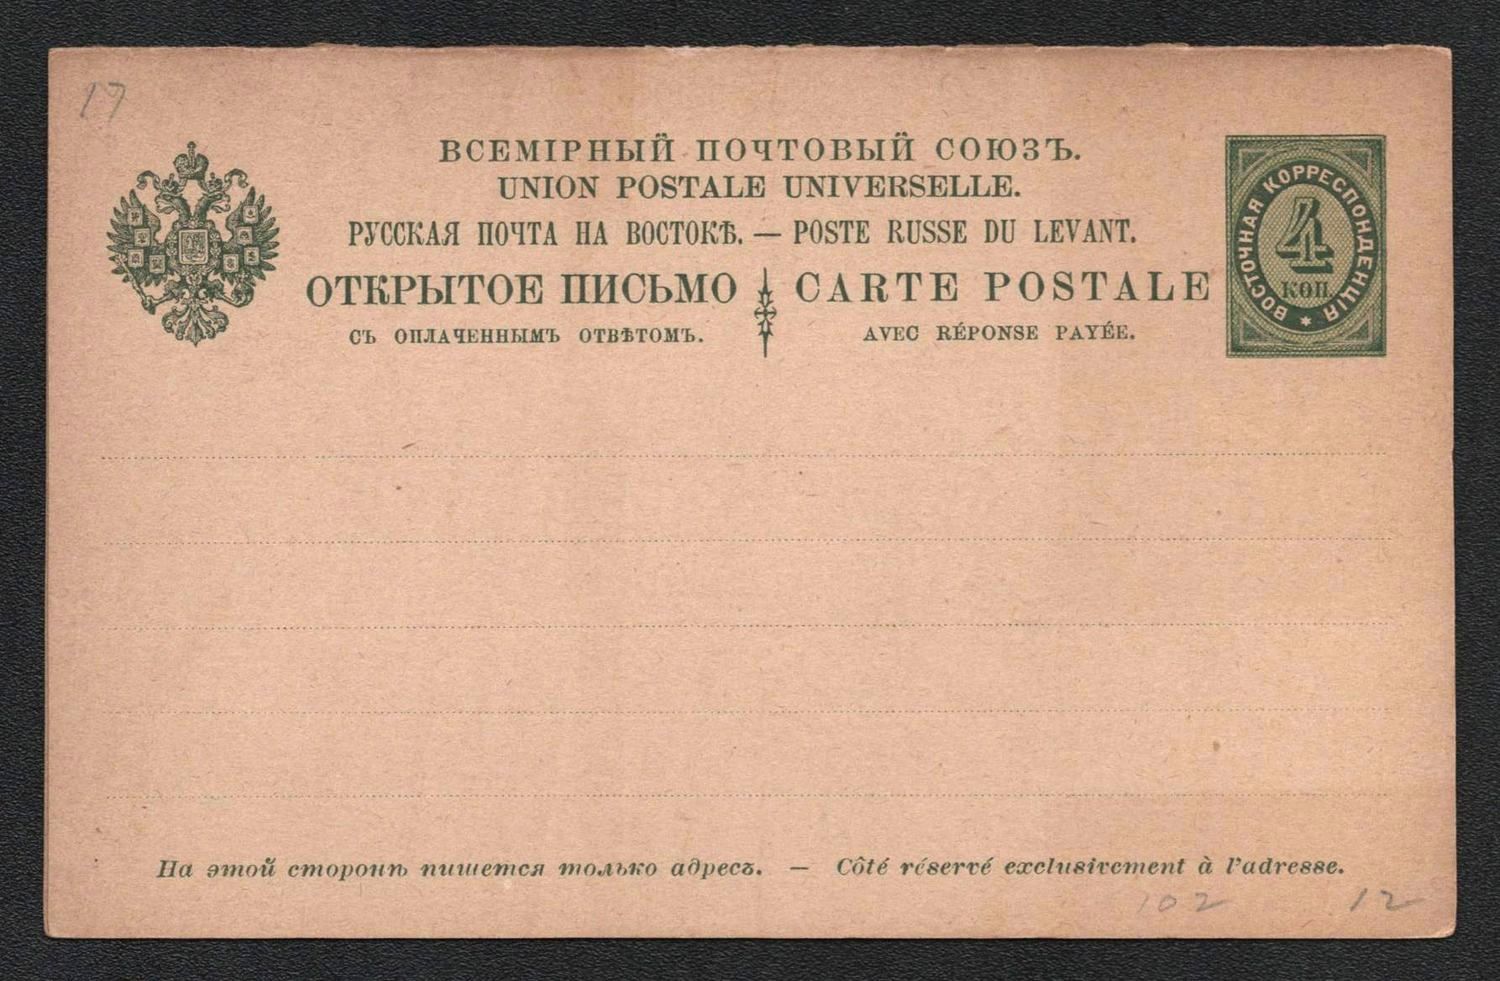 17
ВСЕМІРНЫЙ ПОЧТОВЫЙ СОЮЗЪ.
UNION POSTALE UNIVERSELLE.
РУССКАЯ ПОЧТА НА ВОСТОКѢ. — POSTE RUSSE DU LEVANT.
ОТКРЫТОЕ ПИСЬМО CARTE POSTALE
СЪ ОПЛАЧЕННЫМЪ ОТВѢТОМЪ. AVEC RÉPONSE PAYÉE.
ВОСТОЧНАЯ КОРРЕСПОНДЕНЦІЯ *
4
КОП.
На этой сторонѣ пишется только адресъ. — Côté réservé exclusivement à l'adresse.
102 12